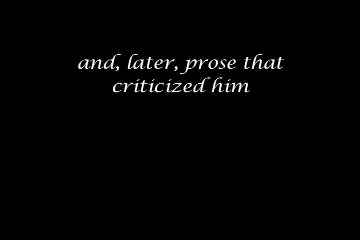 and, later, prose that
criticized him